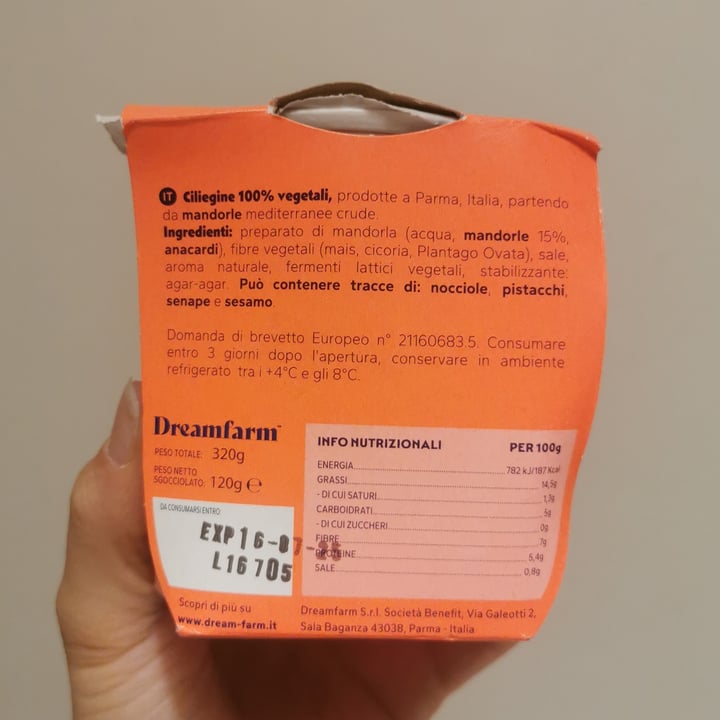 IT Ciliegine 100% vegetali, prodotte a Parma, Italia, partendo
da mandorle mediterranee crude.
Ingredienti: preparato di mandorla (acqua, mandorle 15%,
anacardi), fibre vegetali (mais, cicoria, Plantago Ovata), sale,
aroma naturale, fermenti lattici vegetali, stabilizzante:
agar-agar. Può contenere tracce di: nocciole, pistacchi,
senape e sesamo.
Domanda di brevetto Europeo n° 21160683.5. Consumare
entro 3 giorni dopo l'apertura, conservare in ambiente
refrigerato tra i +4°C e gli 8°C.
Dreamfarm™
PESO TOTALE: 320g
PESO NETTO
SGOCCIOLATO: 120g ℮
DA CONSUMARSI ENTRO:
EXP 16-07-
L16 705
Scopri di più su
www.dream-farm.it
INFO NUTRIZIONALI PER 100g
ENERGIA 782 kJ/187 Kcal
GRASSI 14,5g
- DI CUI SATURI 1,3g
CARBOIDRATI 5g
- DI CUI ZUCCHERI 0g
FIBRE 7g
PROTEINE 5,4g
SALE 0,8g
Dreamfarm S.r.l. Società Benefit, Via Galeotti 2,
Sala Baganza 43038, Parma - Italia